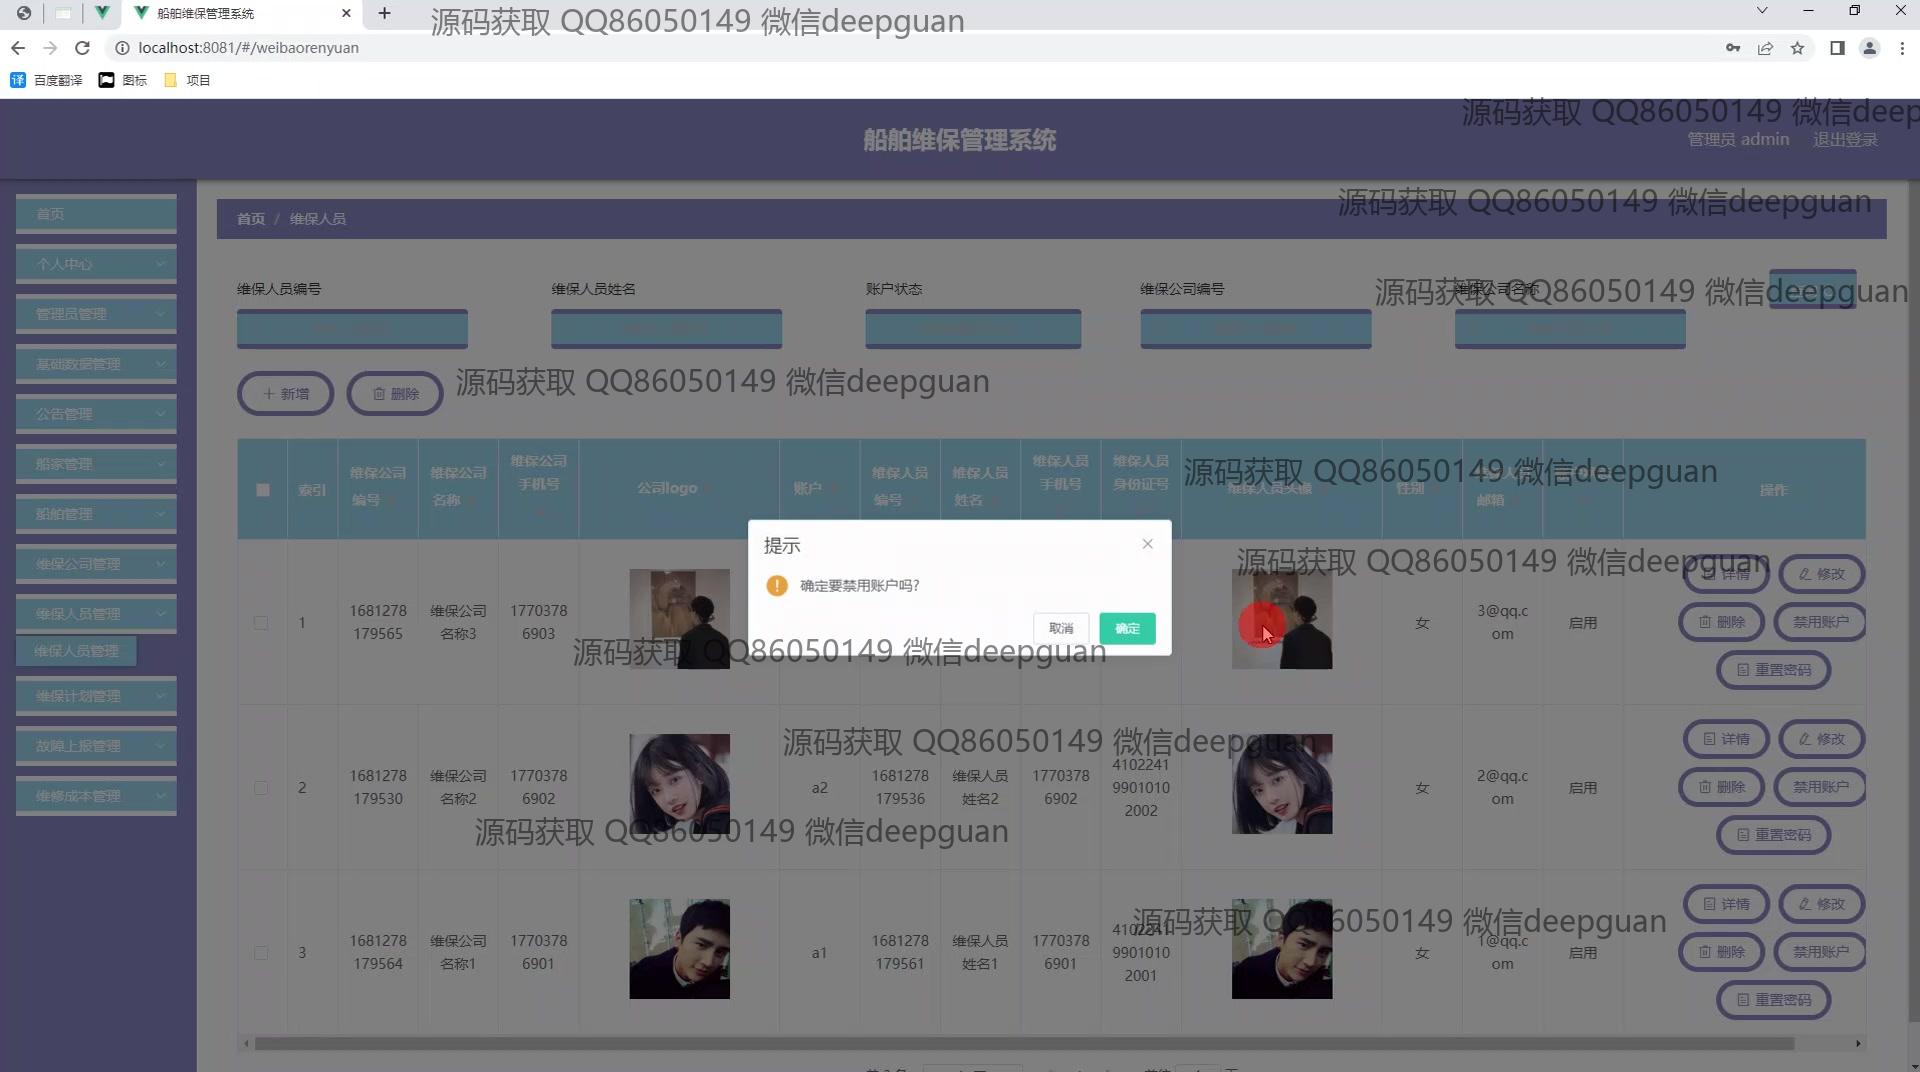 船舶维保管理系统
源码获取 QQ86050149 微信deepguan
localhost:8081/#/weibaorenyuan
百度翻译 图标 项目
源码获取 QQ86050149 微信deep
船舶维保管理系统
管理员 admin 退出登录
源码获取 QQ86050149 微信deepguan
首页 / 维保人员
首页
个人中心
管理员管理
基础数据管理
公告管理
船家管理
船舶管理
维保公司管理
维保人员管理
维保人员管理
维保计划管理
故障上报管理
维修成本管理
维保人员编号 维保人员姓名 账户状态 维保公司编号 维保公司名称
源码获取 QQ86050149 微信deepguan
新增 删除
源码获取 QQ86050149 微信deepguan
索引 维保公司编号 维保公司名称 维保公司手机号 公司logo 账户 维保人员编号 维保人员姓名 维保人员手机号 维保人员身份证号 维保人员头像 性别 邮箱 操作
源码获取 QQ86050149 微信deepguan
提示
确定要禁用账户吗?
取消 确定
源码获取 QQ86050149 微信deepguan
1 1681278179565 维保公司名称3 17703786903 女 3@qq.com 启用
详情 修改
删除 禁用账户
重置密码
源码获取 QQ86050149 微信deepguan
源码获取 QQ86050149 微信deepguan
2 1681278179530 维保公司名称2 17703786902 a2 1681278179536 维保人员姓名2 17703786902 410224199010102002 女 2@qq.com 启用
详情 修改
删除 禁用账户
重置密码
源码获取 QQ86050149 微信deepguan
源码获取 QQ86050149 微信deepguan
3 1681278179564 维保公司名称1 17703786901 a1 1681278179561 维保人员姓名1 17703786901 410224199010102001 女 1@qq.com 启用
详情 修改
删除 禁用账户
重置密码